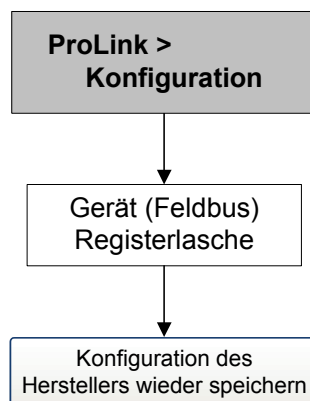 ProLink >
Konfiguration
Gerät (Feldbus)
Registerlasche
Konfiguration des
Herstellers wieder speichern